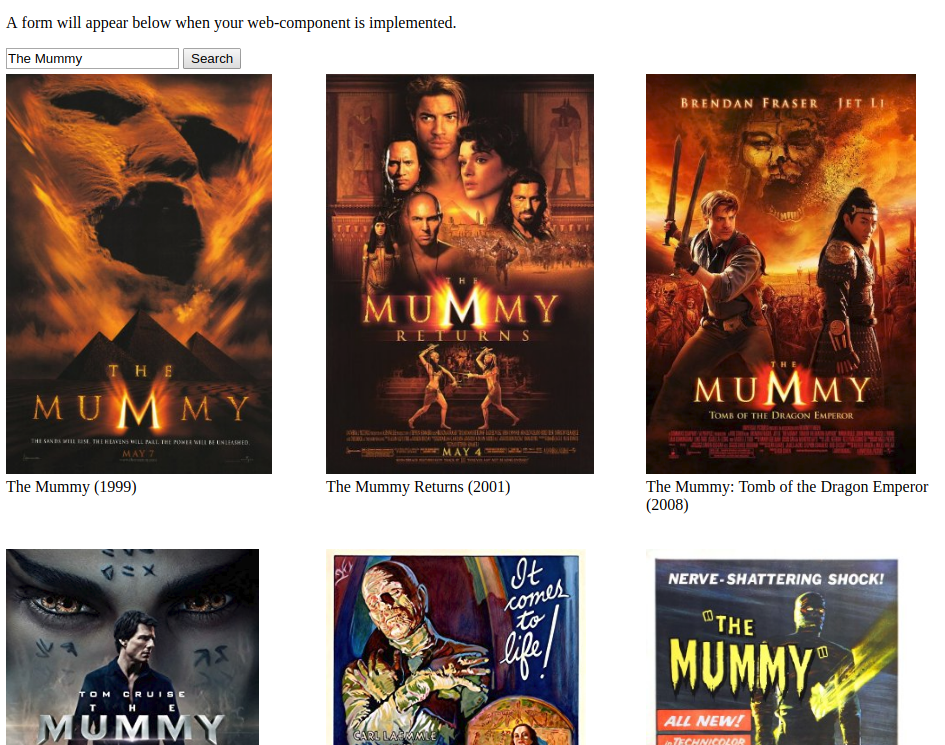 A form will appear below when your web-component is implemented.
The Mummy
Search
THE
MUMMY
THE SANDS WILL RISE. THE HEAVENS WILL PART. THE POWER WILL BE UNLEASHED.
MAY 7
The Mummy (1999)
THE
MUMMY
RETURNS
MAY 4
The Mummy Returns (2001)
BRENDAN FRASER JET LI
THE
MUMMY
TOMB OF THE DRAGON EMPEROR
The Mummy: Tomb of the Dragon Emperor
(2008)
TOM CRUISE
THE
MUMMY
It
comes
to
life!
CARL LAEMMLE
NERVE-SHATTERING SHOCK!
"THE
MUMMY"
ALL NEW!
in TECHNICOLOR